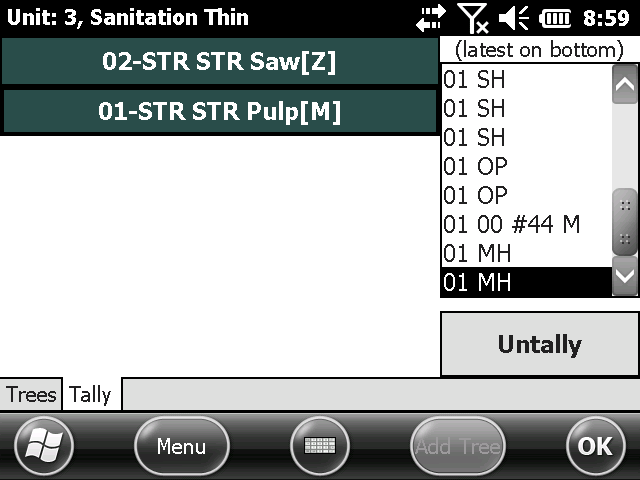 Unit: 3, Sanitation Thin 8:59
02-STR STR Saw[Z]
01-STR STR Pulp[M]
(latest on bottom)
01 SH
01 SH
01 SH
01 OP
01 OP
01 00 #44 M
01 MH
01 MH
Untally
Trees Tally
Menu Add Tree OK